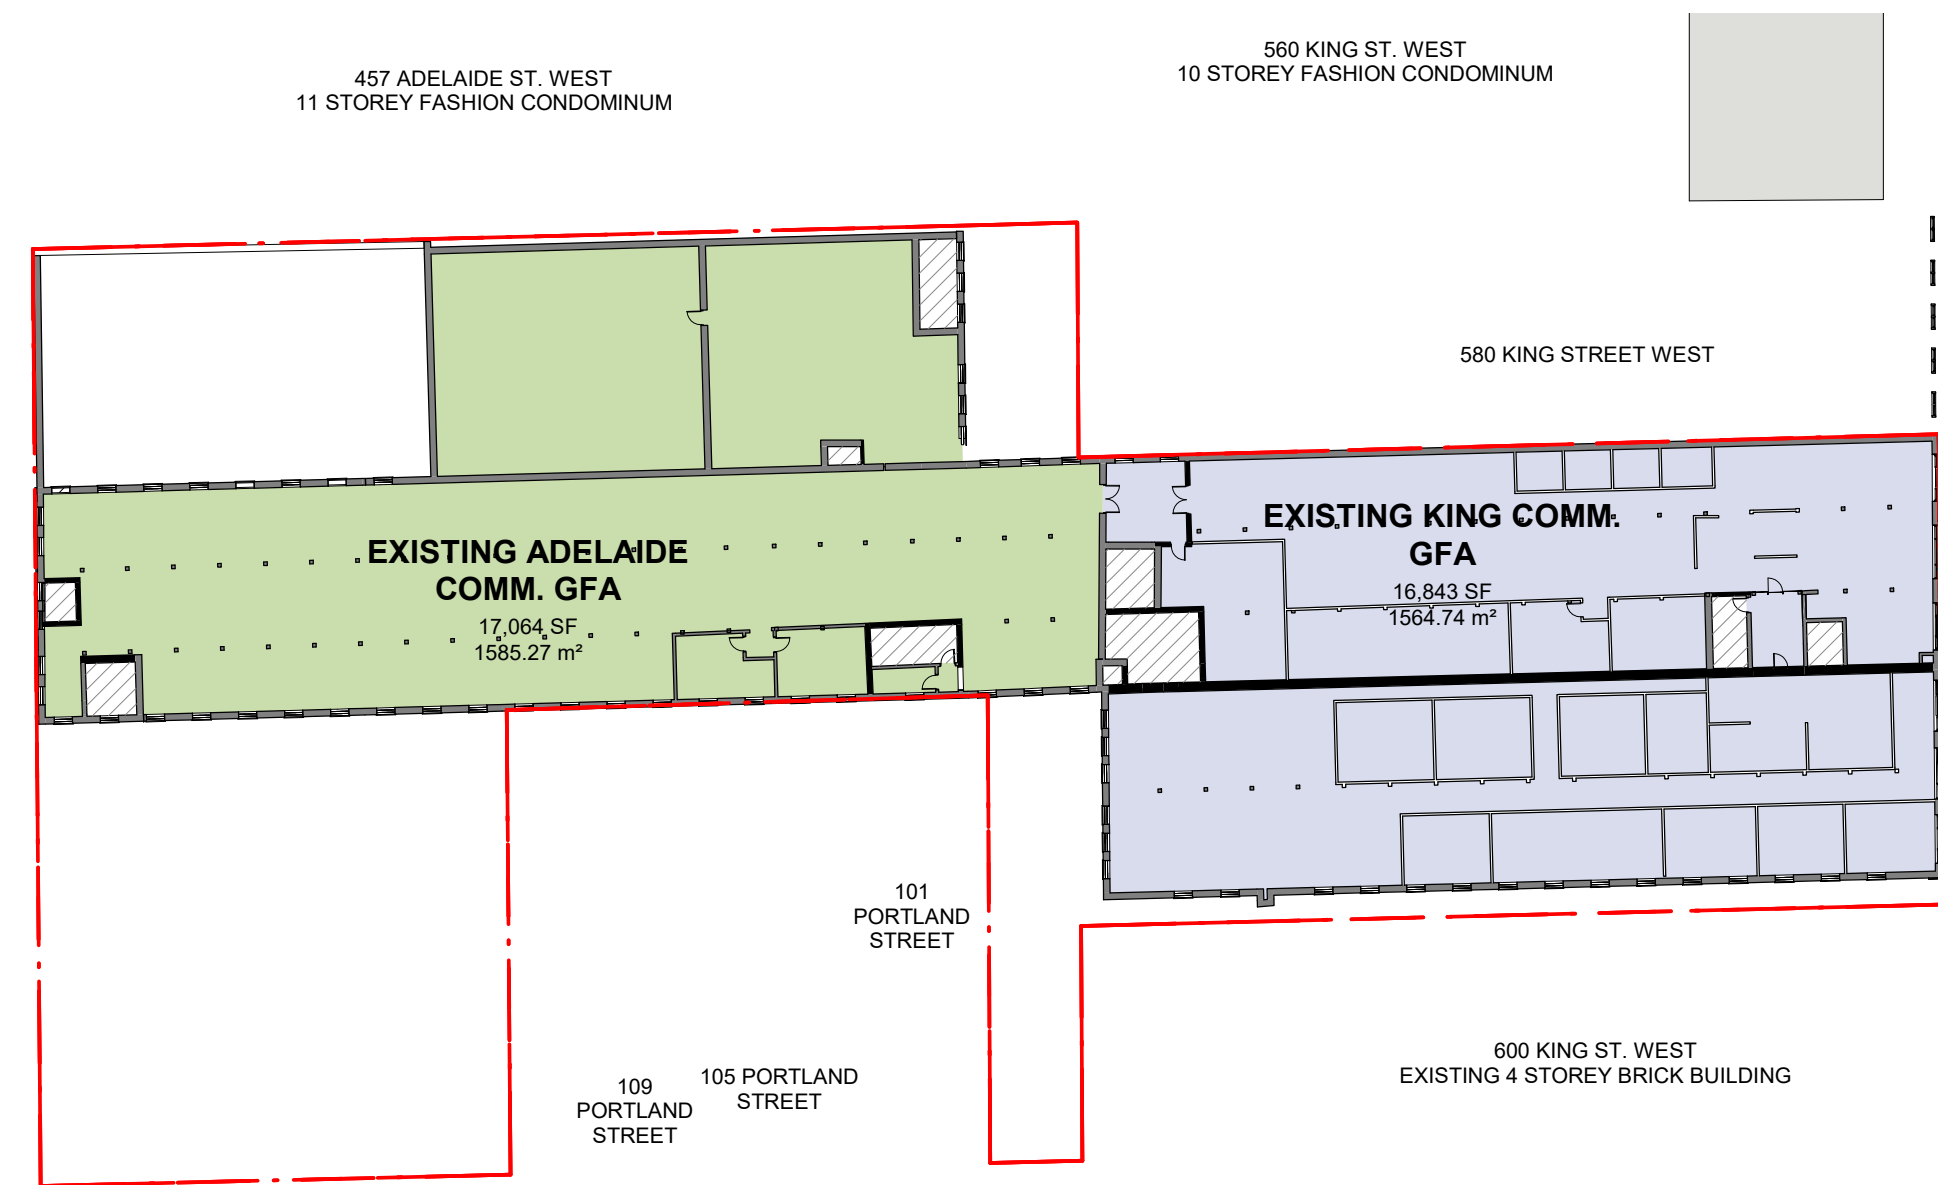 457 ADELAIDE ST. WEST
11 STOREY FASHION CONDOMINUM
560 KING ST. WEST
10 STOREY FASHION CONDOMINUM
580 KING STREET WEST
EXISTING ADELAIDE
COMM. GFA
17,064 SF
1585.27 m²
EXISTING KING COMM.
GFA
16,843 SF
1564.74 m²
101
PORTLAND
STREET
109
PORTLAND
STREET
105 PORTLAND
STREET
600 KING ST. WEST
EXISTING 4 STOREY BRICK BUILDING